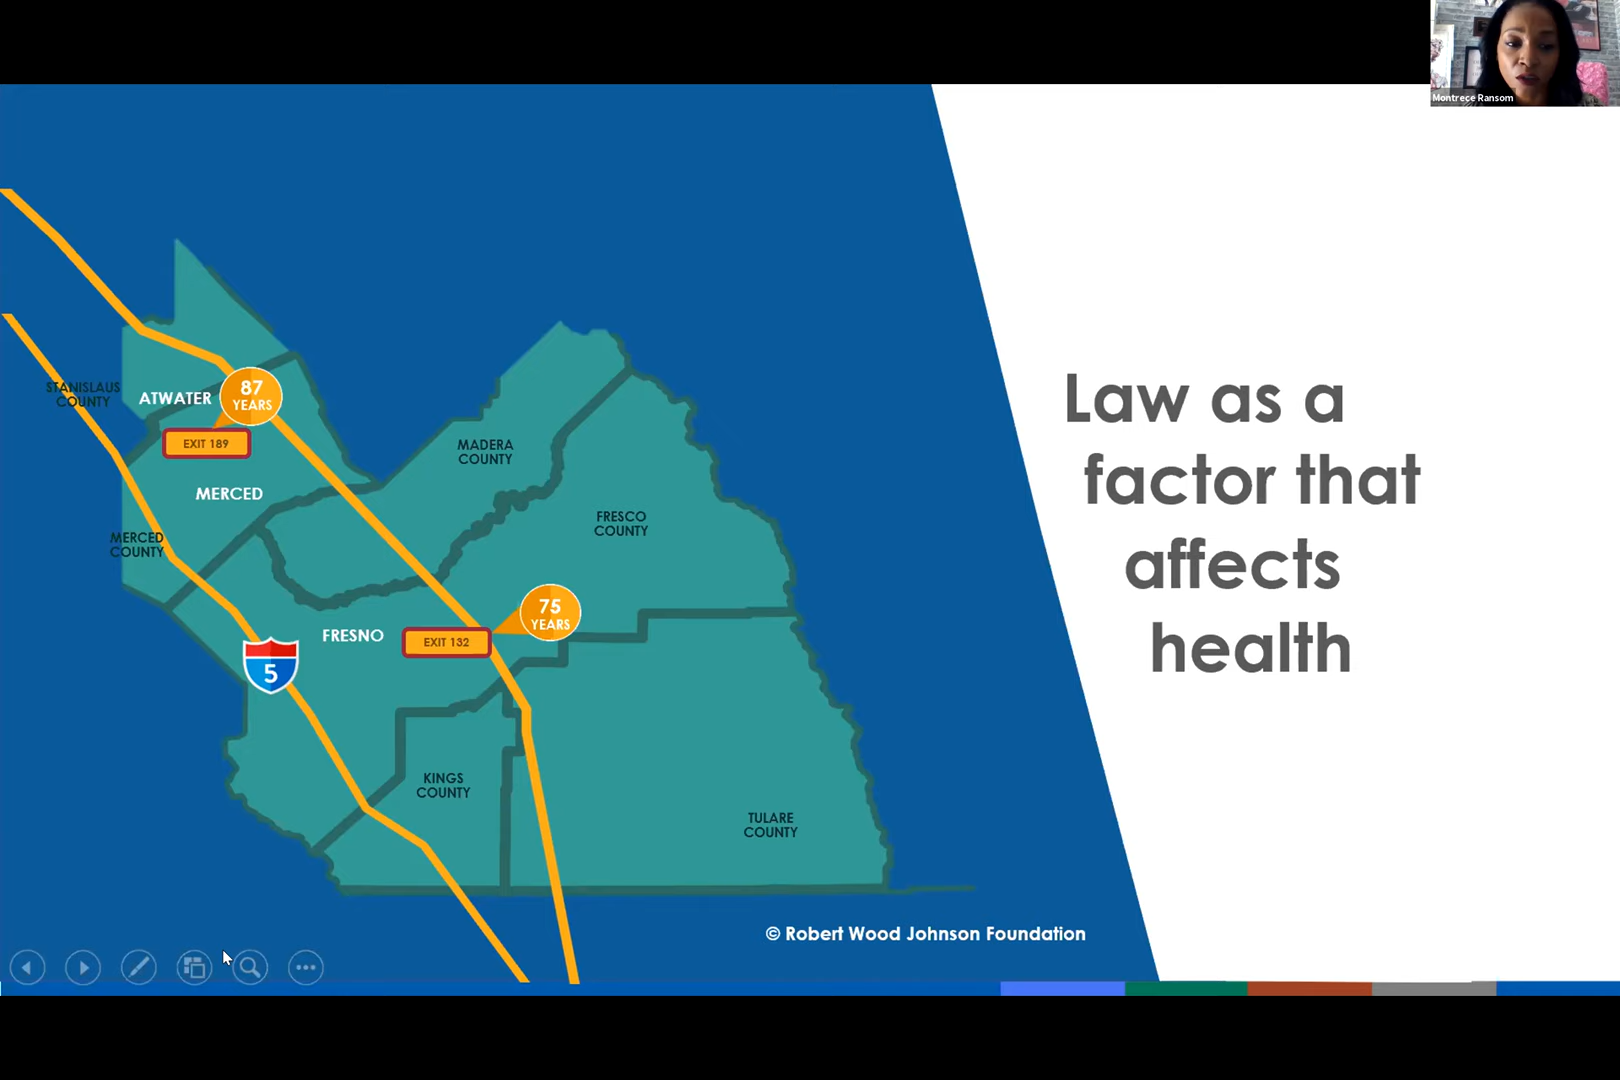 Montrece Ransom
Law as a
factor that
affects
health
STANISLAUS
COUNTY
ATWATER
87
YEARS
EXIT 189
MERCED
MERCED
COUNTY
MADERA
COUNTY
FRESCO
COUNTY
75
YEARS
FRESNO
EXIT 132
5
KINGS
COUNTY
TULARE
COUNTY
© Robert Wood Johnson Foundation